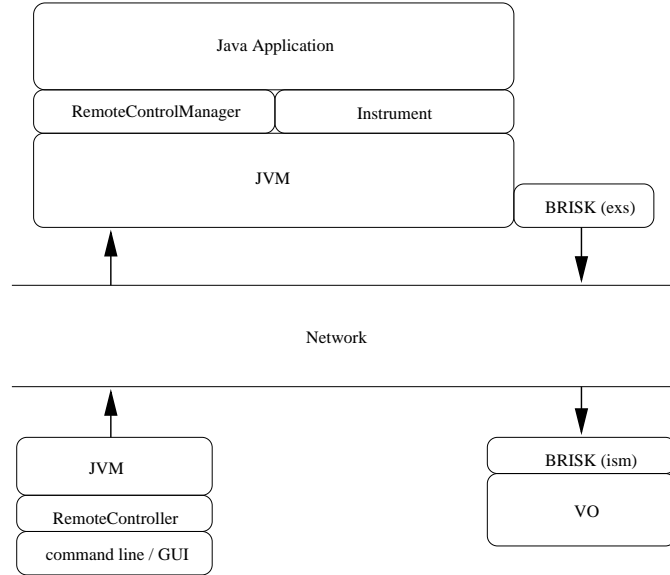 Java Application
RemoteControlManager
Instrument
JVM
BRISK (exs)
Network
JVM
RemoteController
command line / GUI
BRISK (ism)
VO